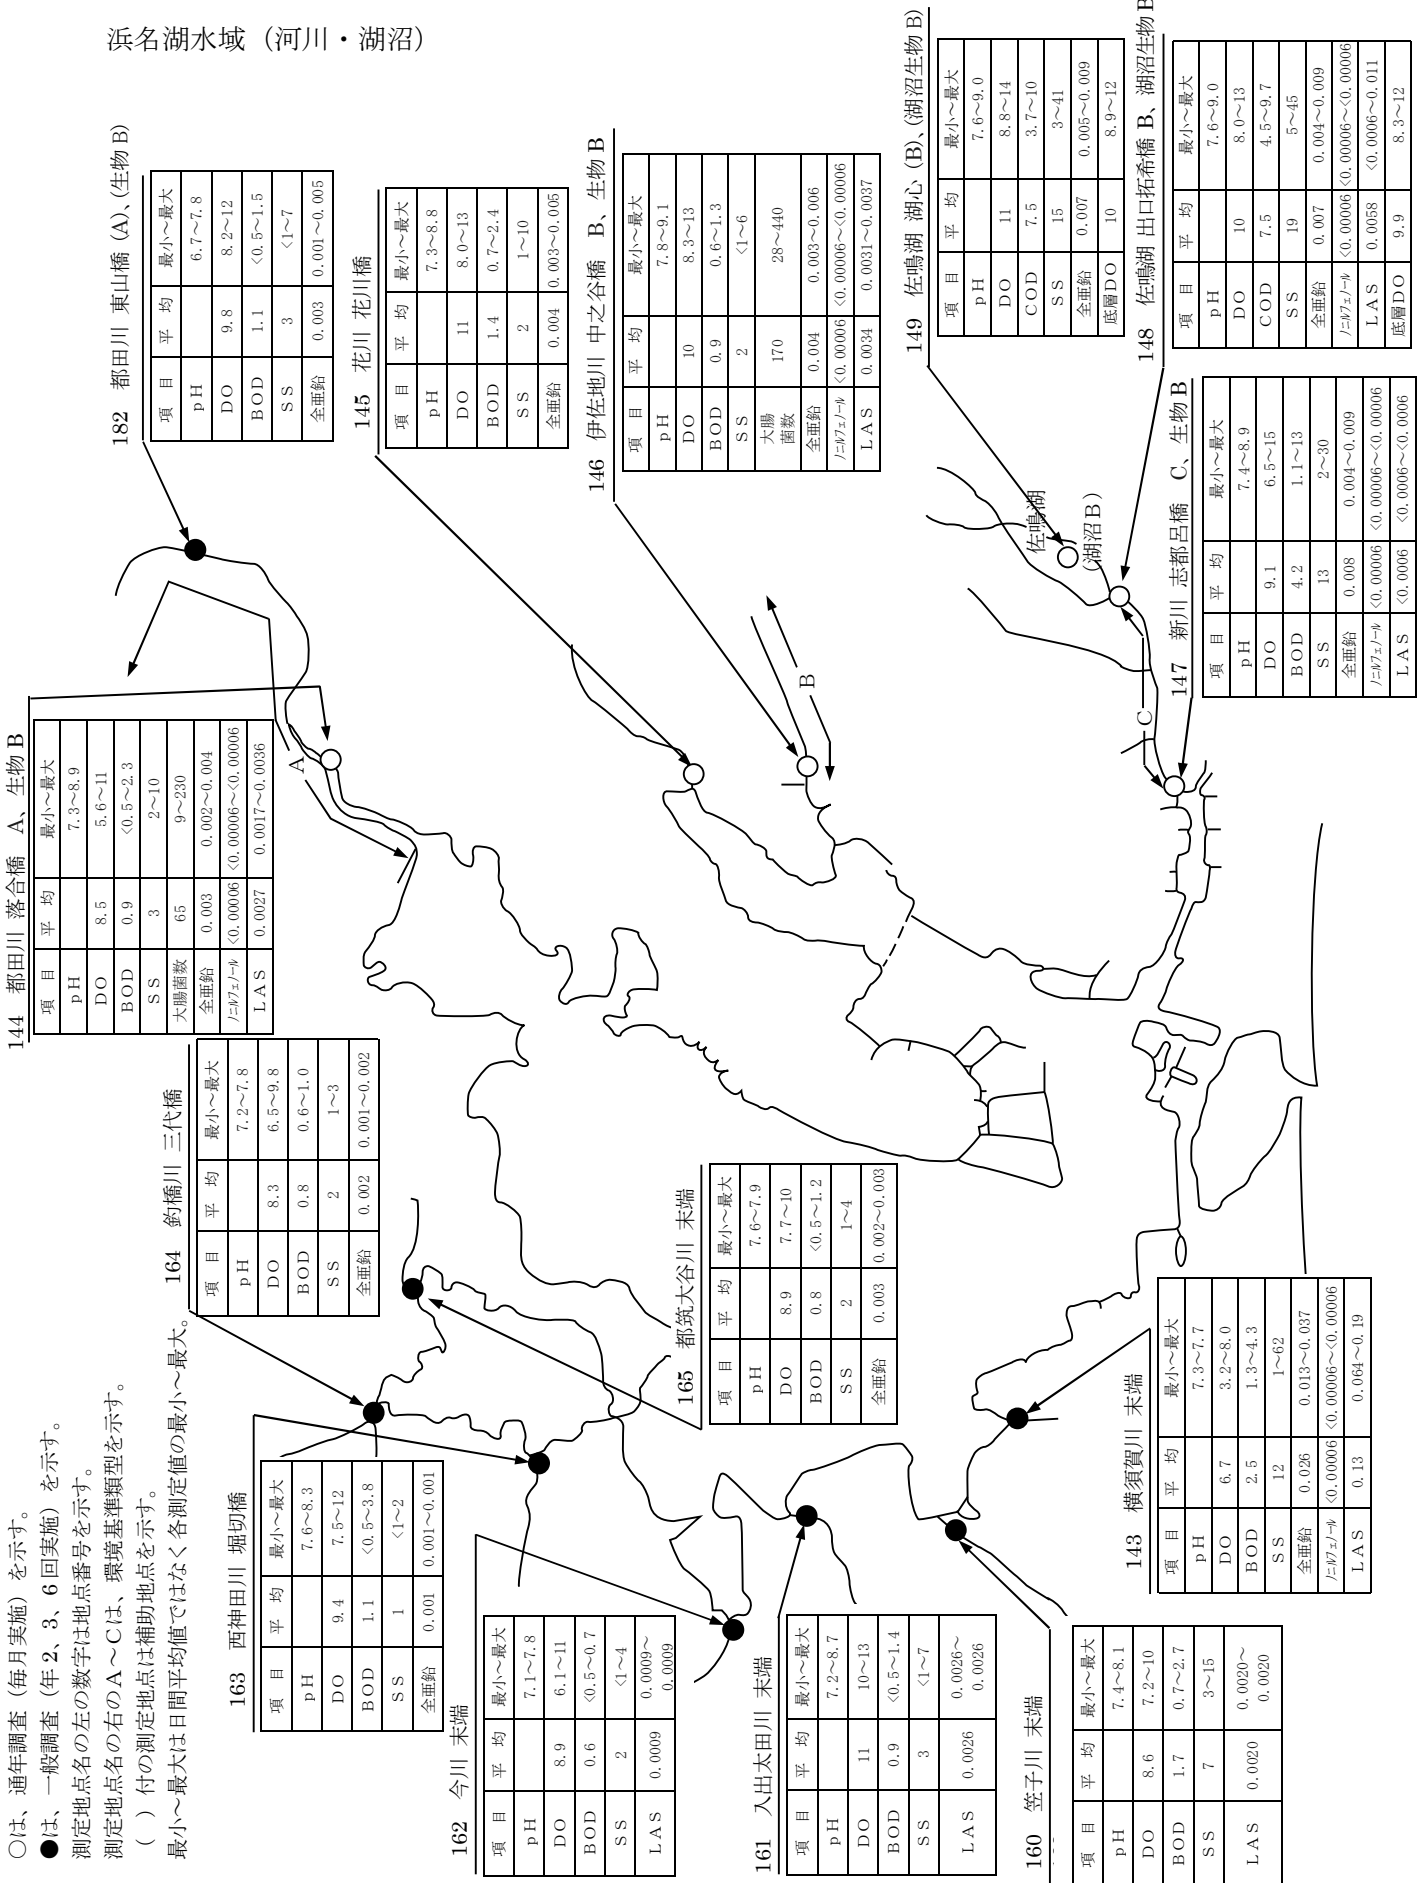 浜名湖水域（河川・湖沼）
○は、通年調査（毎月実施）を示す。
●は、一般調査（年2、3、6回実施）を示す。
測定地点名の左の数字は地点番号を示す。
測定地点名の右のA～Cは、環境基準類型を示す。
（　）付の測定地点は補助地点を示す。
最小～最大は日間平均値ではなく各測定値の最小～最大。
144 都田川 落合橋 A、生物B
項 目 平 均 最小～最大
pH 7.3～8.9
DO 8.5 5.6～11
BOD 0.9 <0.5～2.3
SS 3 2～10
大腸菌数 65 9～230
全亜鉛 0.003 0.002～0.004
ﾉﾆﾙﾌｪﾉｰﾙ <0.00006 <0.00006～<0.00006
LAS 0.0027 0.0017～0.0036
182 都田川 東山橋（A）、（生物B）
項 目 平 均 最小～最大
pH 6.7～7.8
DO 9.8 8.2～12
BOD 1.1 <0.5～1.5
SS 3 <1～7
全亜鉛 0.003 0.001～0.005
145 花川 花川橋
項 目 平 均 最小～最大
pH 7.3～8.8
DO 11 8.0～13
BOD 1.4 0.7～2.4
SS 2 1～10
全亜鉛 0.004 0.003～0.005
146 伊佐地川 中之谷橋 B、生物B
項 目 平 均 最小～最大
pH 7.8～9.1
DO 10 8.3～13
BOD 0.9 0.6～1.3
SS 2 <1～6
大腸
菌数 170 28～440
全亜鉛 0.004 0.003～0.006
ﾉﾆﾙﾌｪﾉｰﾙ <0.00006 <0.00006～<0.00006
LAS 0.0034 0.0031～0.0037
149 佐鳴湖 湖心（B）、（湖沼生物B）
項 目 平 均 最小～最大
pH 7.6～9.0
DO 11 8.8～14
COD 7.5 3.7～10
SS 15 3～41
全亜鉛 0.007 0.005～0.009
底層DO 10 8.9～12
148 佐鳴湖 出口拓希橋 B、湖沼生物B
項 目 平 均 最小～最大
pH 7.6～9.0
DO 10 8.0～13
COD 7.5 4.5～9.7
SS 19 5～45
全亜鉛 0.007 0.004～0.009
ﾉﾆﾙﾌｪﾉｰﾙ <0.00006 <0.00006～<0.00006
LAS 0.0058 <0.0006～0.011
底層DO 9.9 8.3～12
147 新川 志都呂橋 C、生物B
項 目 平 均 最小～最大
pH 7.4～8.9
DO 9.1 6.5～15
BOD 4.2 1.1～13
SS 13 2～30
全亜鉛 0.008 0.004～0.009
ﾉﾆﾙﾌｪﾉｰﾙ <0.00006 <0.00006～<0.00006
LAS <0.0006 <0.0006～<0.0006
佐鳴湖
（湖沼B）
A
B
C
164 釣橋川 三代橋
項 目 平 均 最小～最大
pH 7.2～7.8
DO 8.3 6.5～9.8
BOD 0.8 0.6～1.0
SS 2 1～3
全亜鉛 0.002 0.001～0.002
165 都筑大谷川 末端
項 目 平 均 最小～最大
pH 7.6～7.9
DO 8.9 7.7～10
BOD 0.8 <0.5～1.2
SS 2 1～4
全亜鉛 0.003 0.002～0.003
163 西神田川 堀切橋
項 目 平 均 最小～最大
pH 7.6～8.3
DO 9.4 7.5～12
BOD 1.1 <0.5～3.8
SS 1 <1～2
全亜鉛 0.001 0.001～0.001
162 今川 末端
項 目 平 均 最小～最大
pH 7.1～7.8
DO 8.9 6.1～11
BOD 0.6 <0.5～0.7
SS 2 <1～4
LAS 0.0009 0.0009～
0.0009
161 入出太田川 末端
項 目 平 均 最小～最大
pH 7.2～8.7
DO 11 10～13
BOD 0.9 <0.5～1.4
SS 3 <1～7
LAS 0.0026 0.0026～
0.0026
160 笠子川 末端
項 目 平 均 最小～最大
pH 7.4～8.1
DO 8.6 7.2～10
BOD 1.7 0.7～2.7
SS 7 3～15
LAS 0.0020 0.0020～
0.0020
143 横須賀川 末端
項 目 平 均 最小～最大
pH 7.3～7.7
DO 6.7 3.2～8.0
BOD 2.5 1.3～4.3
SS 12 1～62
全亜鉛 0.026 0.013～0.037
ﾉﾆﾙﾌｪﾉｰﾙ <0.00006 <0.00006～<0.00006
LAS 0.13 0.064～0.19